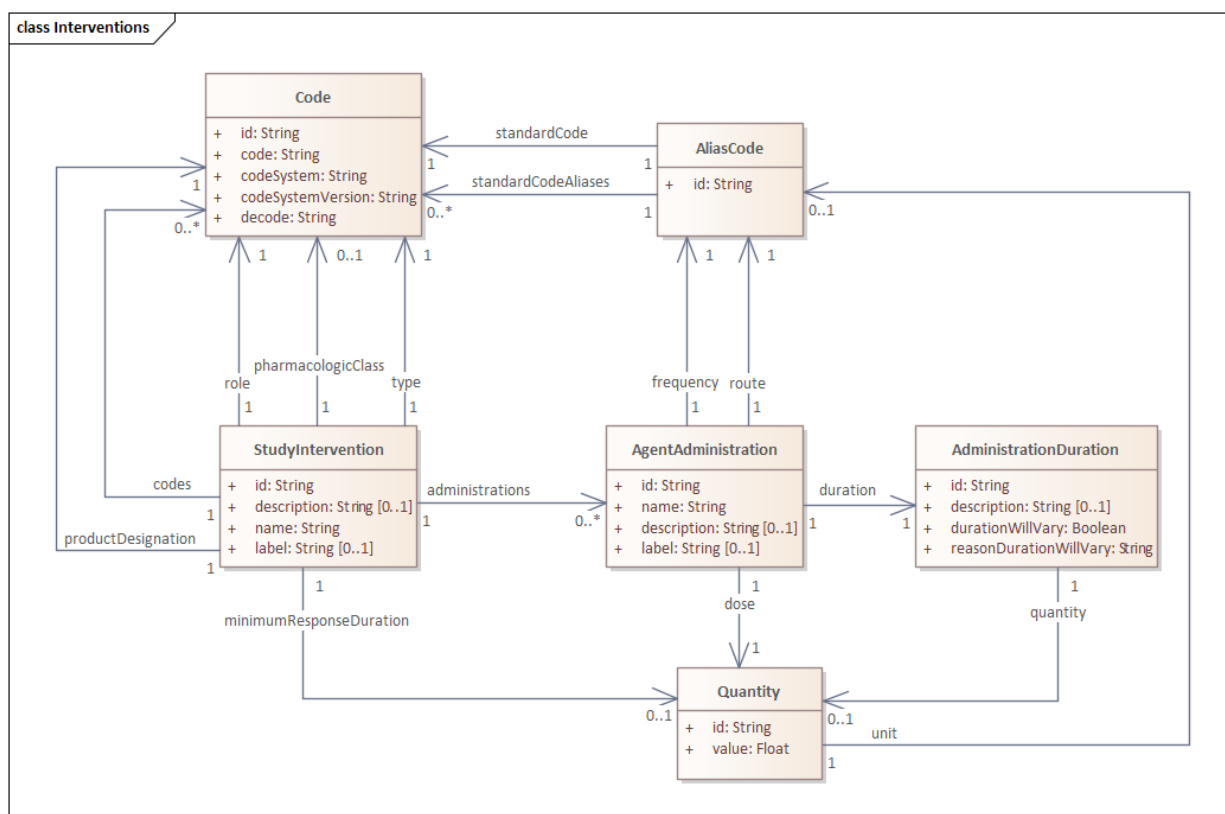 class Interventions
Code
+ id: String
+ code: String
+ codeSystem: String
+ codeSystemVersion: String
+ decode: String
standardCode
1
1
standardCodeAliases
0..*
1
AliasCode
+ id: String
0..1
1
0..*
1
0..1
1
1
1
role
pharmacologicClass
type
frequency
route
1
1
1
1
1
StudyIntervention
+ id: String
+ description: String [0..1]
+ name: String
+ label: String [0..1]
codes
1
productDesignation
1
administrations
1
0..*
AgentAdministration
+ id: String
+ name: String
+ description: String [0..1]
+ label: String [0..1]
duration
1
1
AdministrationDuration
+ id: String
+ description: String [0..1]
+ durationWillVary: Boolean
+ reasonDurationWillVary: String
1
minimumResponseDuration
0..1
1
dose
1
1
quantity
0..1
Quantity
+ id: String
+ value: Float
unit
1